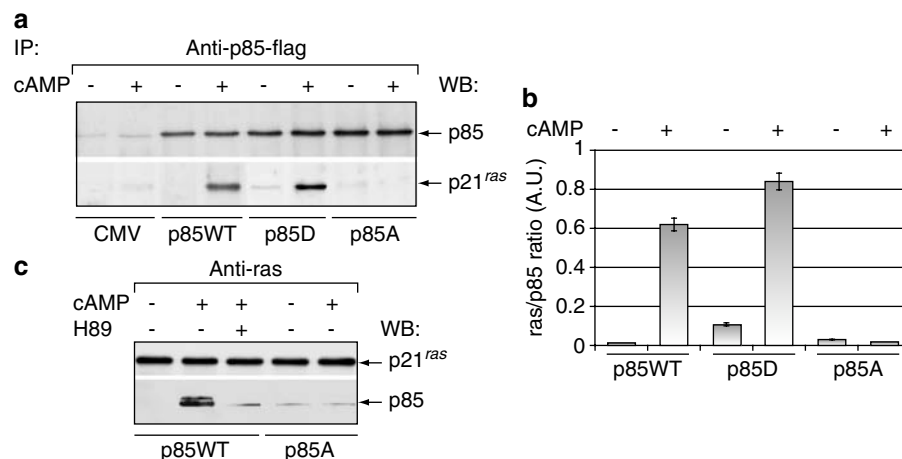 a
IP: Anti-p85-flag
cAMP - + - + - + - + WB:
p85
p21ras
CMV p85WT p85D p85A
b
cAMP - + - + - +
ras/p85 ratio (A.U.)
1
0.8
0.6
0.4
0.2
0
p85WT p85D p85A
c
Anti-ras
cAMP - + + - +
H89 - - + - - WB:
p21ras
p85
p85WT p85A